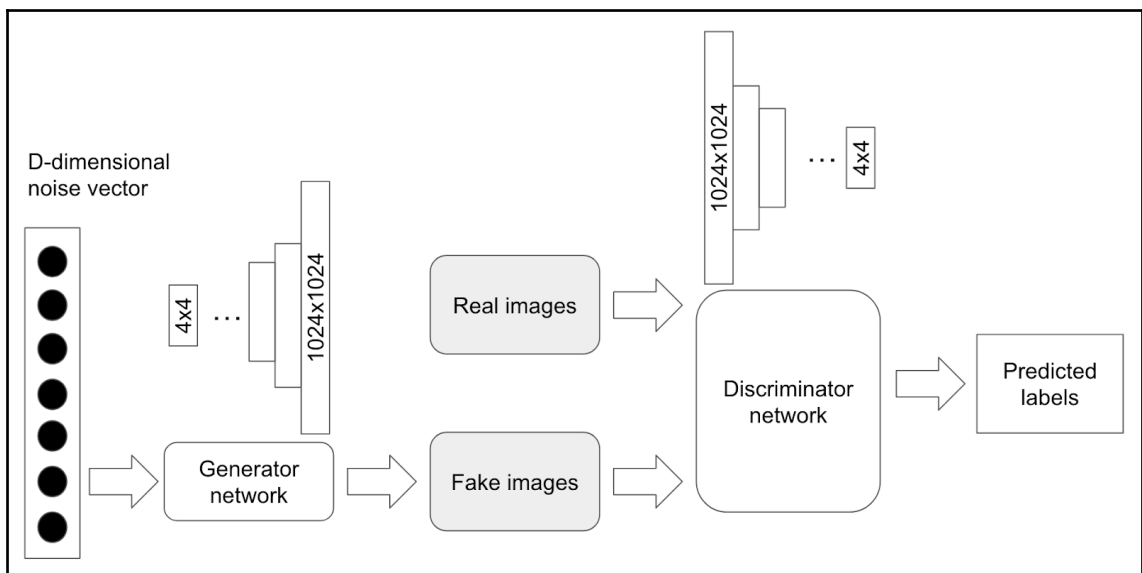 D-dimensional
noise vector
4x4
...
1024x1024
Generator
network
Real images
Fake images
1024x1024
...
4x4
Discriminator
network
Predicted
labels